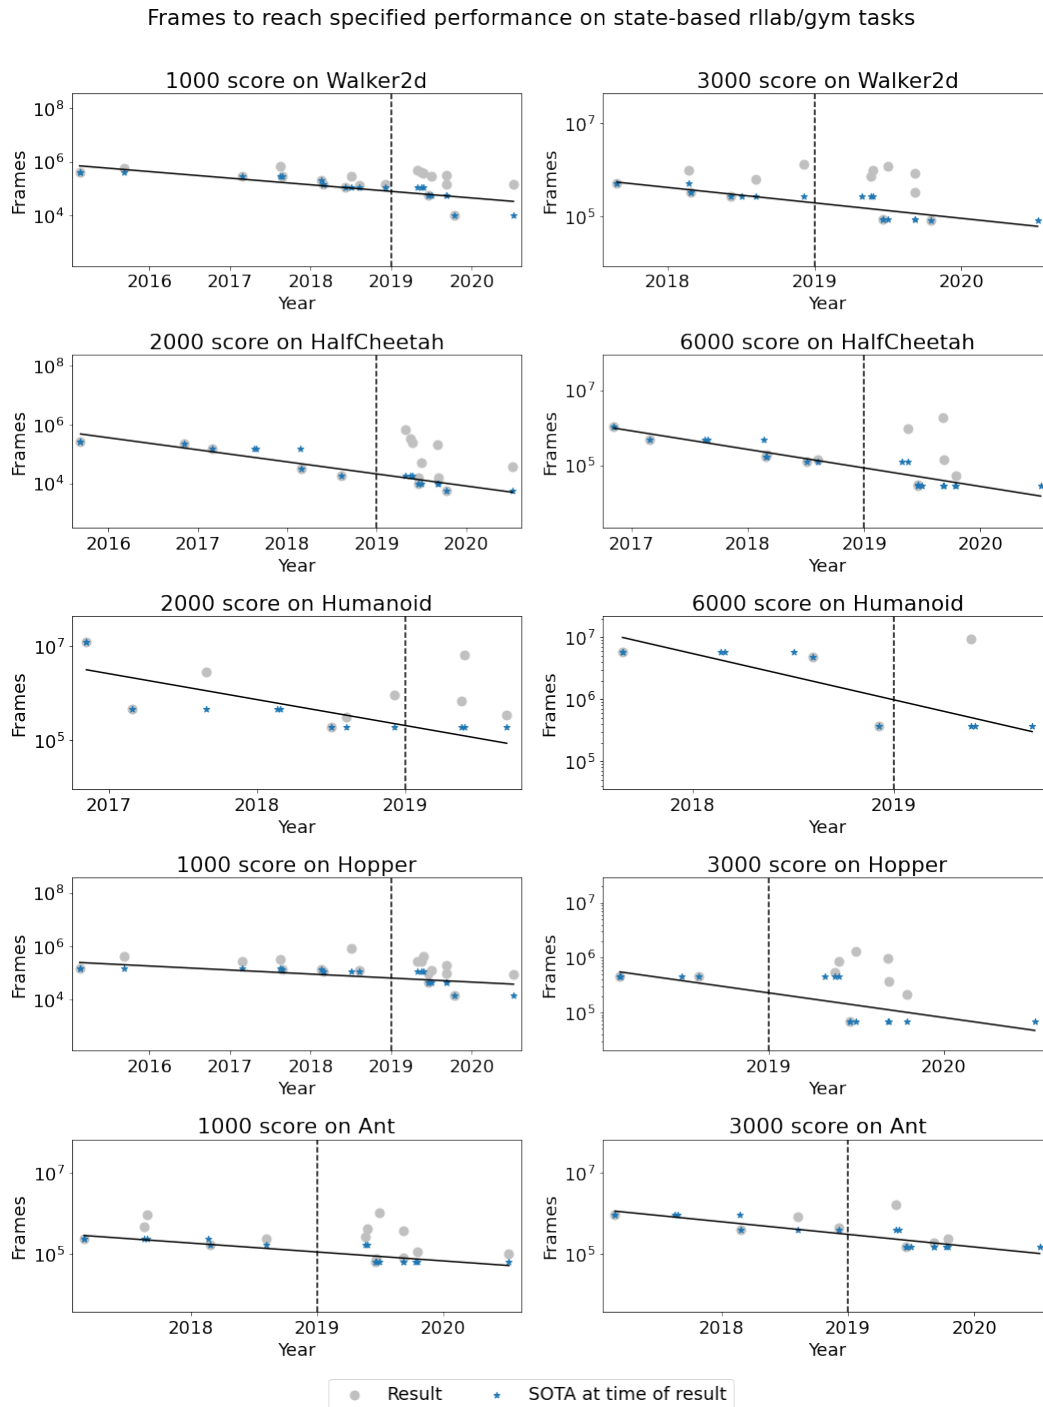 Frames to reach specified performance on state-based rllab/gym tasks
1000 score on Walker2d
10^8
10^6
10^4
Frames
2016 2017 2018 2019 2020
Year
3000 score on Walker2d
10^7
10^5
Frames
2018 2019 2020
Year
2000 score on HalfCheetah
10^8
10^6
10^4
Frames
2016 2017 2018 2019 2020
Year
6000 score on HalfCheetah
10^7
10^5
Frames
2017 2018 2019 2020
Year
2000 score on Humanoid
10^7
10^5
Frames
2017 2018 2019
Year
6000 score on Humanoid
10^7
10^6
10^5
Frames
2018 2019
Year
1000 score on Hopper
10^8
10^6
10^4
Frames
2016 2017 2018 2019 2020
Year
3000 score on Hopper
10^7
10^6
10^5
Frames
2019 2020
Year
1000 score on Ant
10^7
10^5
Frames
2018 2019 2020
Year
3000 score on Ant
10^7
10^5
Frames
2018 2019 2020
Year
Result SOTA at time of result